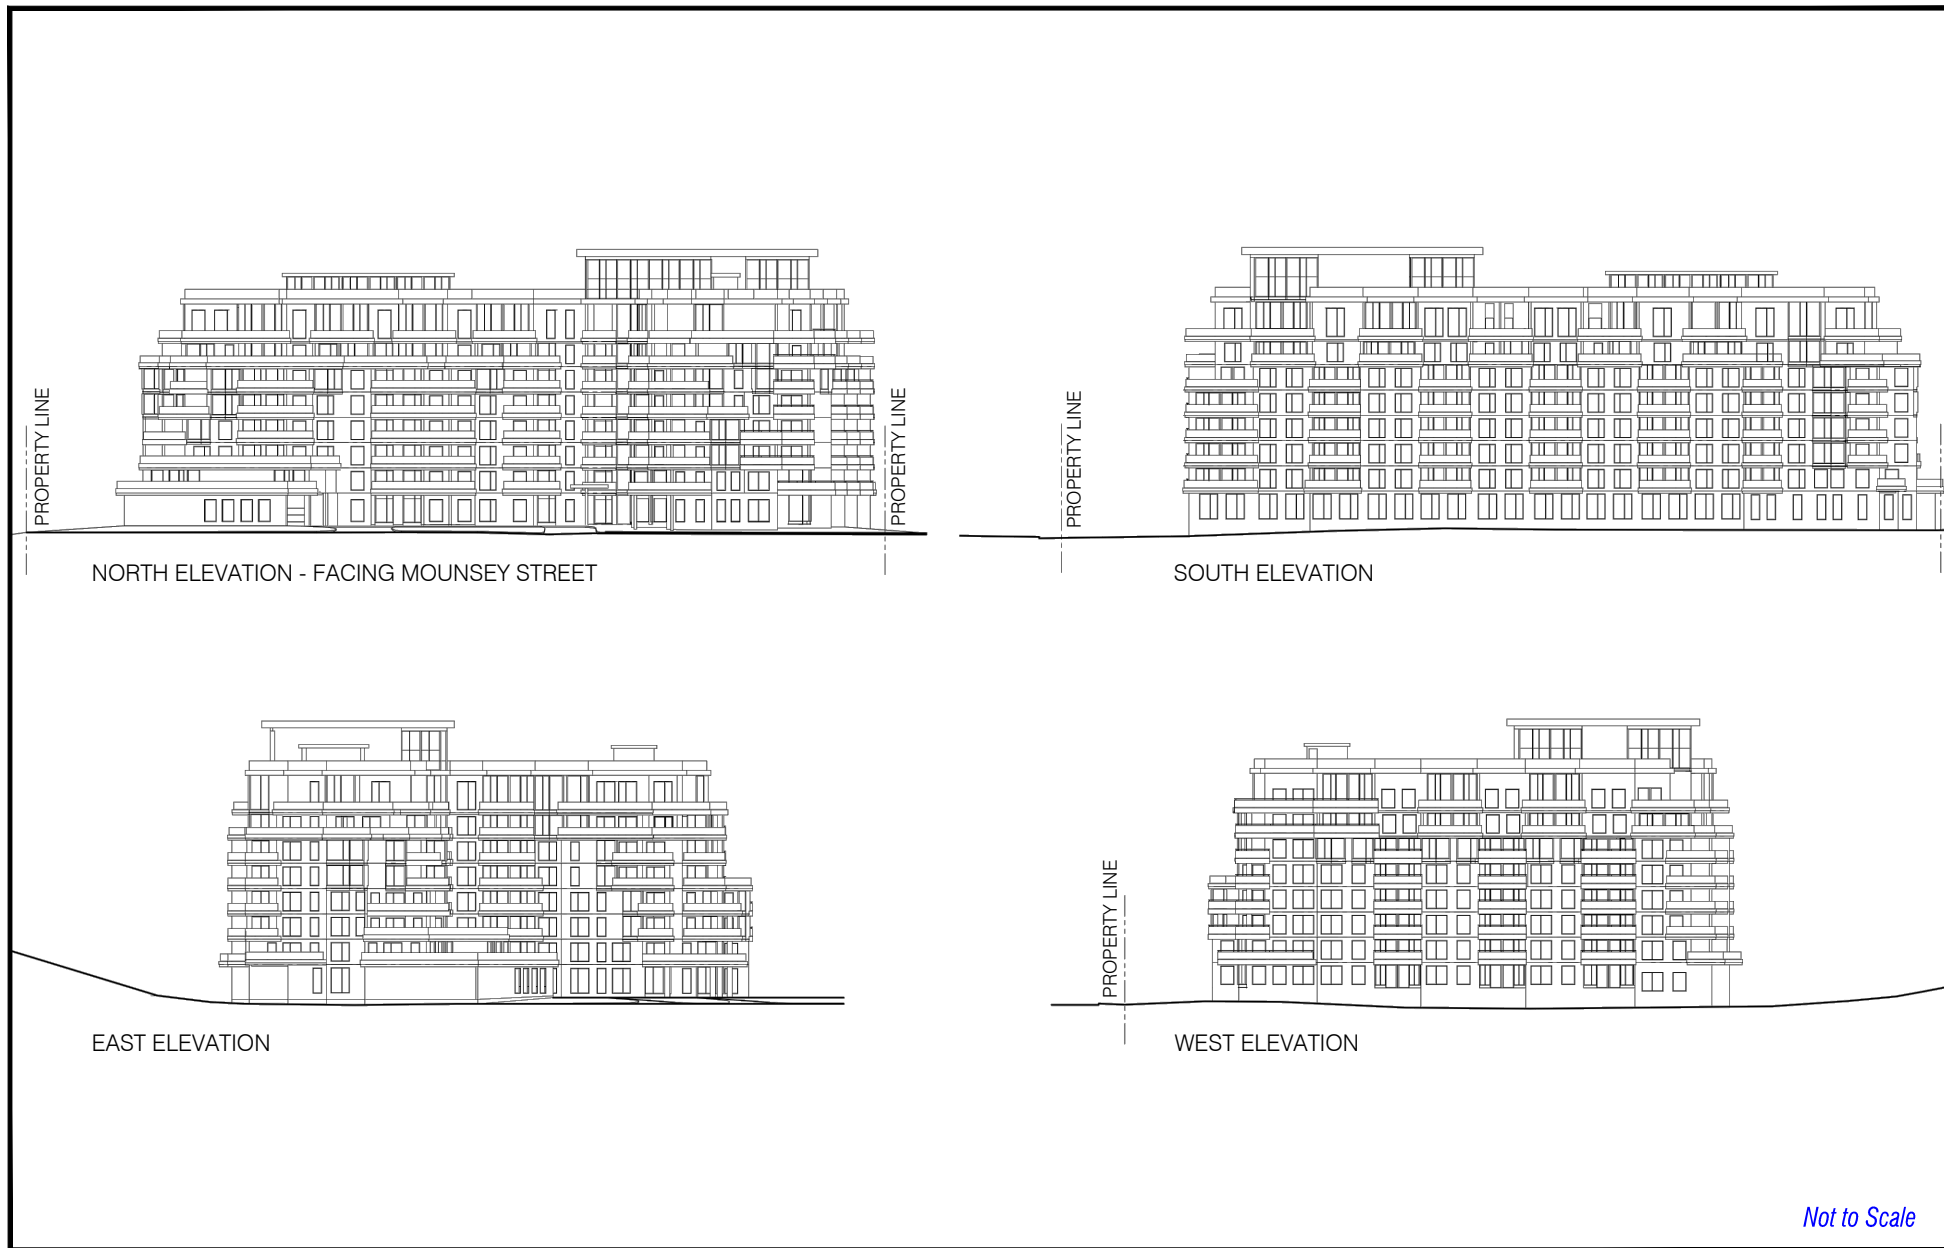 PROPERTY LINE
PROPERTY LINE
NORTH ELEVATION - FACING MOUNSEY STREET
PROPERTY LINE
SOUTH ELEVATION
EAST ELEVATION
PROPERTY LINE
WEST ELEVATION
Not to Scale